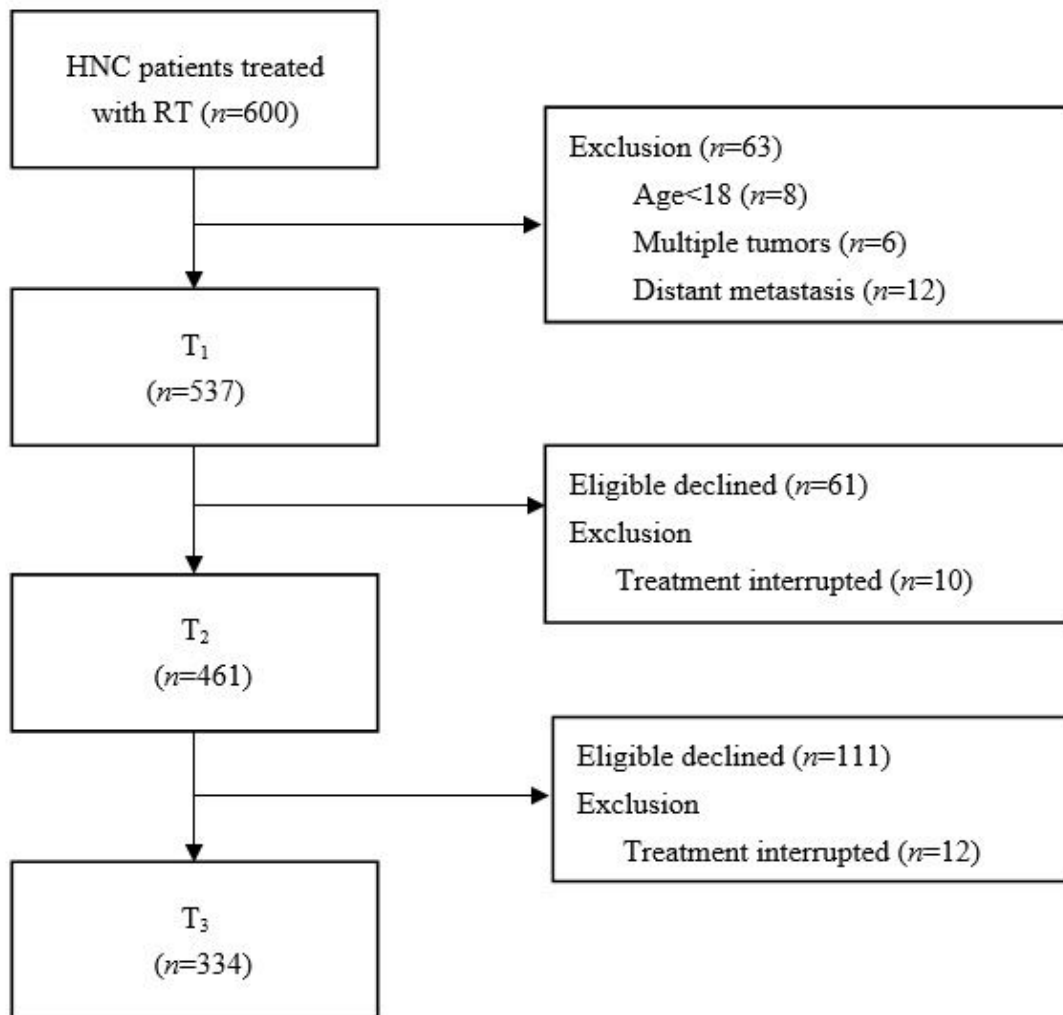 HNC patients treated
with RT (n=600)
Exclusion (n=63)
Age<18 (n=8)
Multiple tumors (n=6)
Distant metastasis (n=12)
T₁
(n=537)
Eligible declined (n=61)
Exclusion
Treatment interrupted (n=10)
T₂
(n=461)
Eligible declined (n=111)
Exclusion
Treatment interrupted (n=12)
T₃
(n=334)